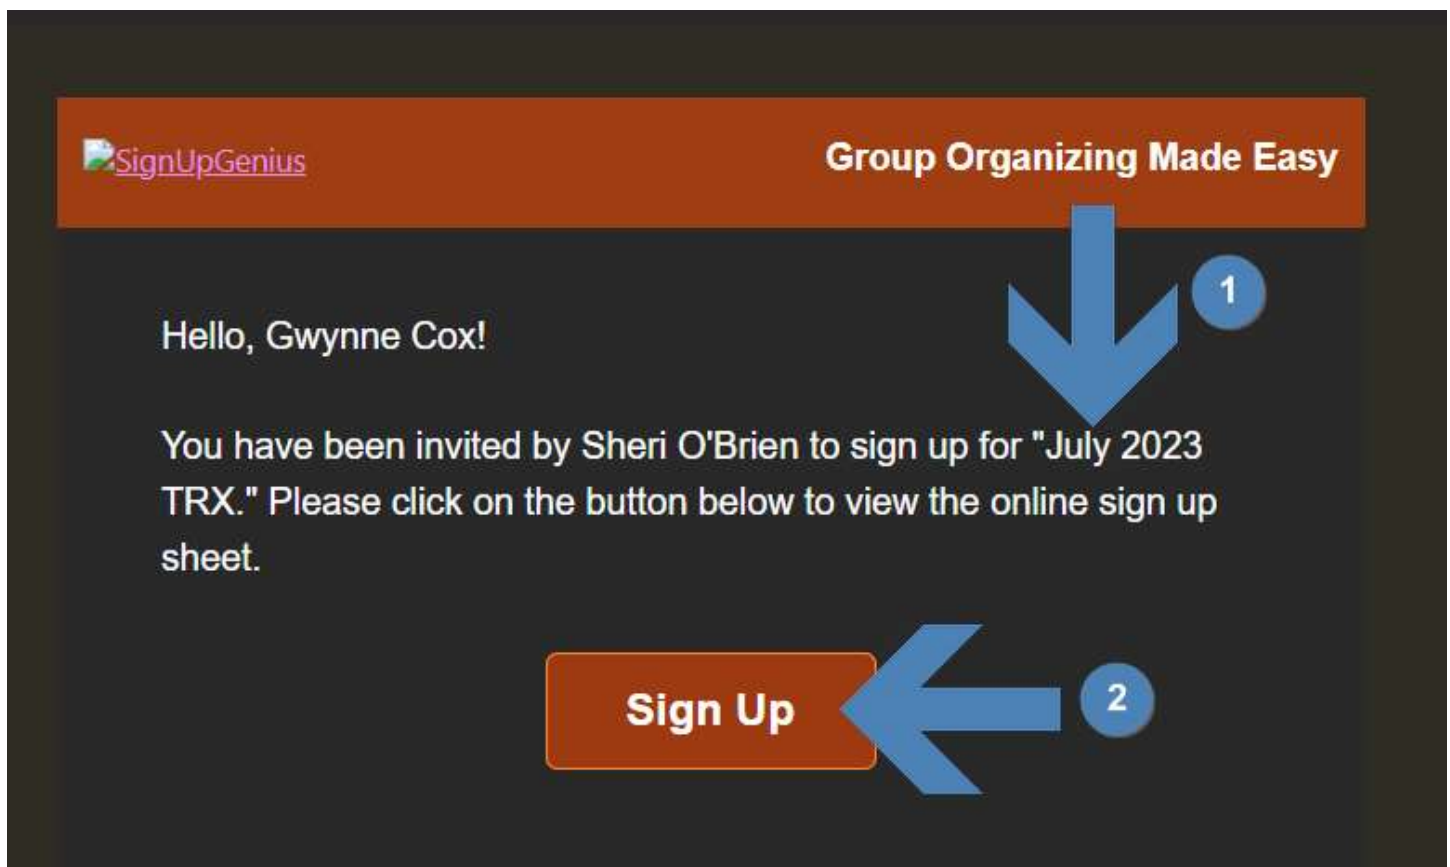 SignUpGenius
Group Organizing Made Easy
1
Hello, Gwynne Cox!
You have been invited by Sheri O'Brien to sign up for "July 2023
TRX." Please click on the button below to view the online sign up
sheet.
Sign Up
2